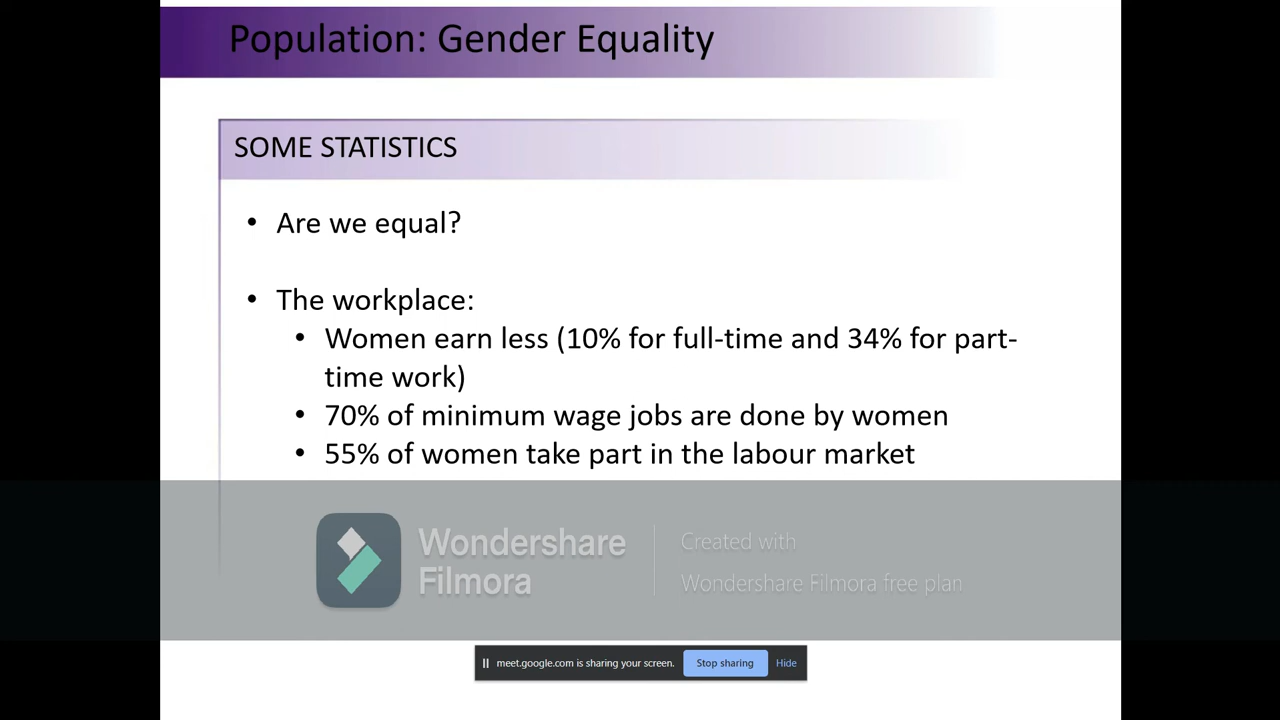 Population: Gender Equality
SOME STATISTICS
• Are we equal?
• The workplace:
• Women earn less (10% for full-time and 34% for part-
time work)
• 70% of minimum wage jobs are done by women
• 55% of women take part in the labour market
Wondershare
Filmora
Created with
Wondershare Filmora free plan
meet.google.com is sharing your screen. Stop sharing Hide